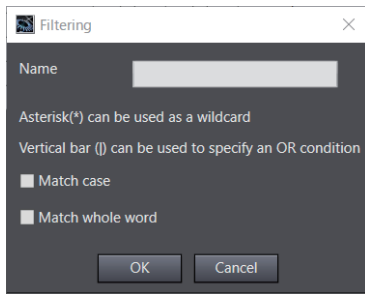 Filtering
Name
Asterisk(*) can be used as a wildcard
Vertical bar (|) can be used to specify an OR condition
Match case
Match whole word
OK Cancel